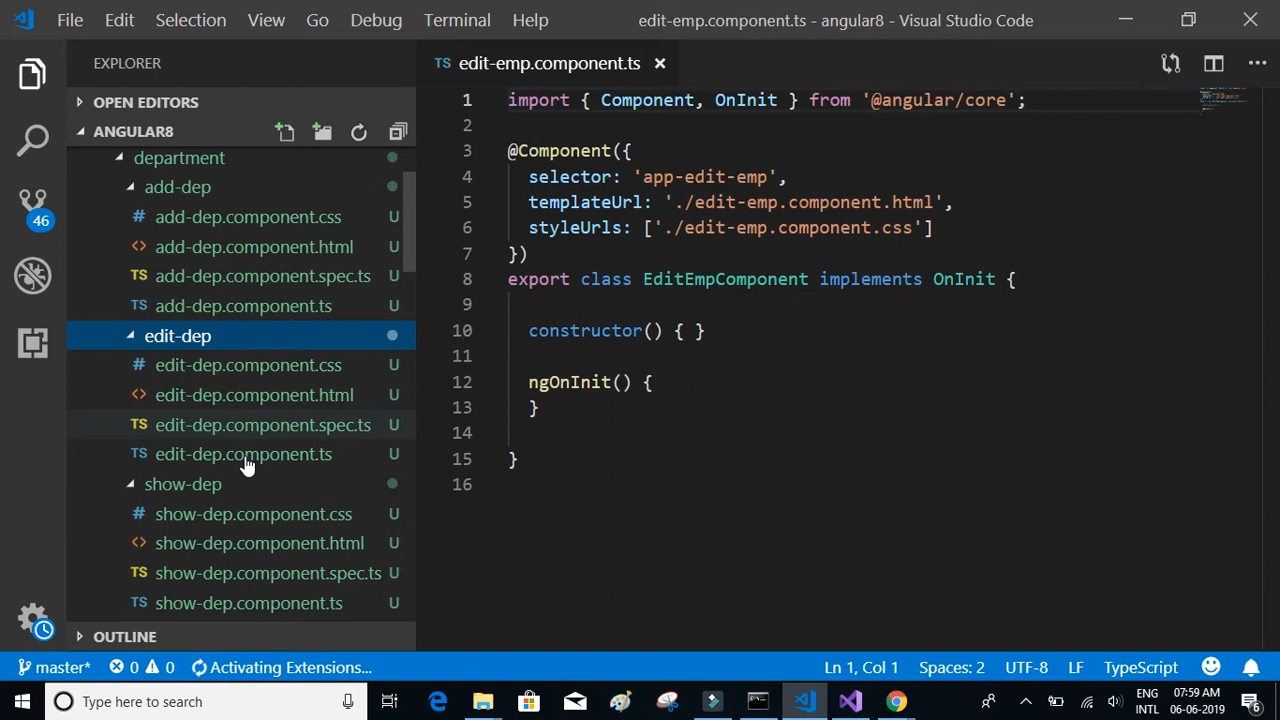 File Edit Selection View Go Debug Terminal Help edit-emp.component.ts - angular8 - Visual Studio Code
EXPLORER
OPEN EDITORS
ANGULAR8
department
add-dep
# add-dep.component.css U
<> add-dep.component.html U
TS add-dep.component.spec.ts U
TS add-dep.component.ts U
edit-dep
# edit-dep.component.css U
<> edit-dep.component.html U
TS edit-dep.component.spec.ts U
TS edit-dep.component.ts U
show-dep
# show-dep.component.css U
<> show-dep.component.html U
TS show-dep.component.spec.ts U
TS show-dep.component.ts U
OUTLINE
46
TS edit-emp.component.ts
1 import { Component, OnInit } from '@angular/core';
2
3 @Component({
4 selector: 'app-edit-emp',
5 templateUrl: './edit-emp.component.html',
6 styleUrls: ['./edit-emp.component.css']
7 })
8 export class EditEmpComponent implements OnInit {
9
10 constructor() { }
11
12 ngOnInit() {
13 }
14
15 }
16
master* 0 0 Activating Extensions... Ln 1, Col 1 Spaces: 2 UTF-8 LF TypeScript
Type here to search
ENG 07:59 AM
INTL 06-06-2019
6